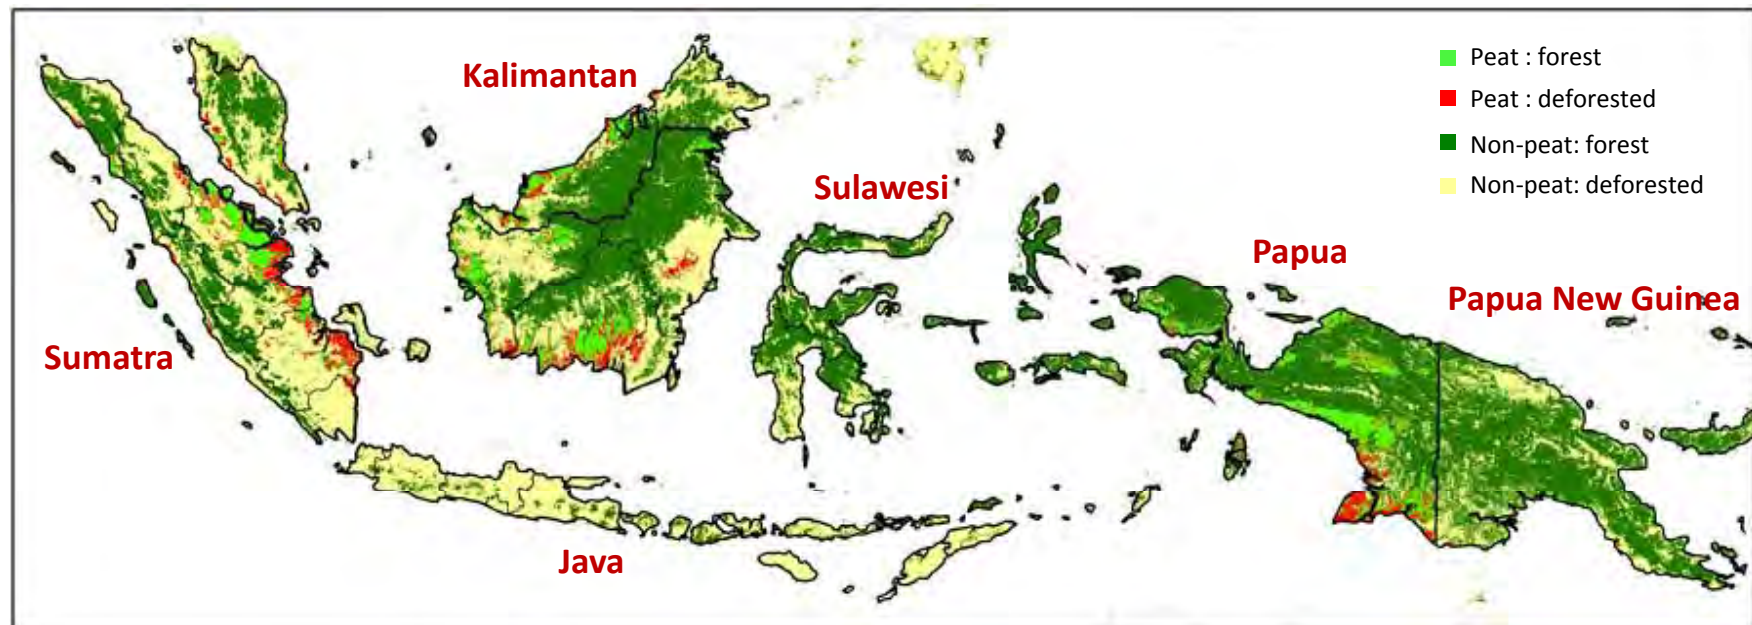 Kalimantan
Sulawesi
Papua
Papua New Guinea
Sumatra
Java
Peat : forest
Peat : deforested
Non-peat: forest
Non-peat: deforested